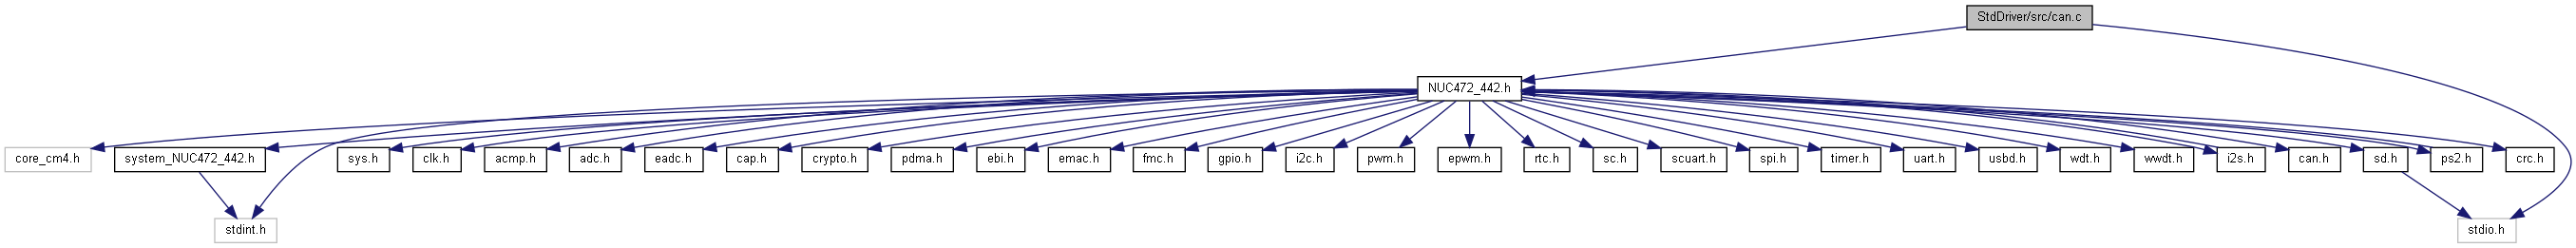 StdDriver/src/can.c
NUC472_442.h
core_cm4.h
system_NUC472_442.h
sys.h
clk.h
acmp.h
adc.h
eadc.h
cap.h
crypto.h
pdma.h
ebi.h
emac.h
fmc.h
gpio.h
i2c.h
pwm.h
epwm.h
rtc.h
sc.h
scuart.h
spi.h
timer.h
uart.h
usbd.h
wdt.h
wwdt.h
i2s.h
can.h
sd.h
ps2.h
crc.h
stdint.h
stdio.h